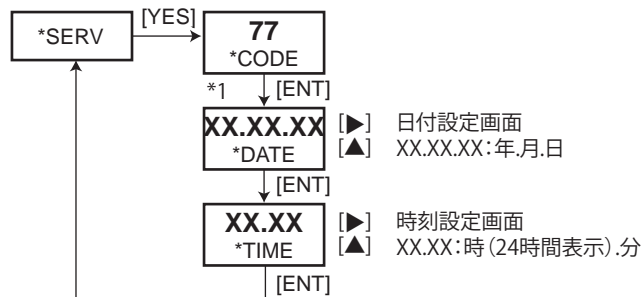 [YES]
*SERV
77
*CODE
*1
[ENT]
XX.XX.XX
*DATE
[▶] 日付設定画面
[▲] XX.XX.XX：年.月.日
[ENT]
XX.XX
*TIME
[▶] 時刻設定画面
[▲] XX.XX：時（24時間表示）.分
[ENT]